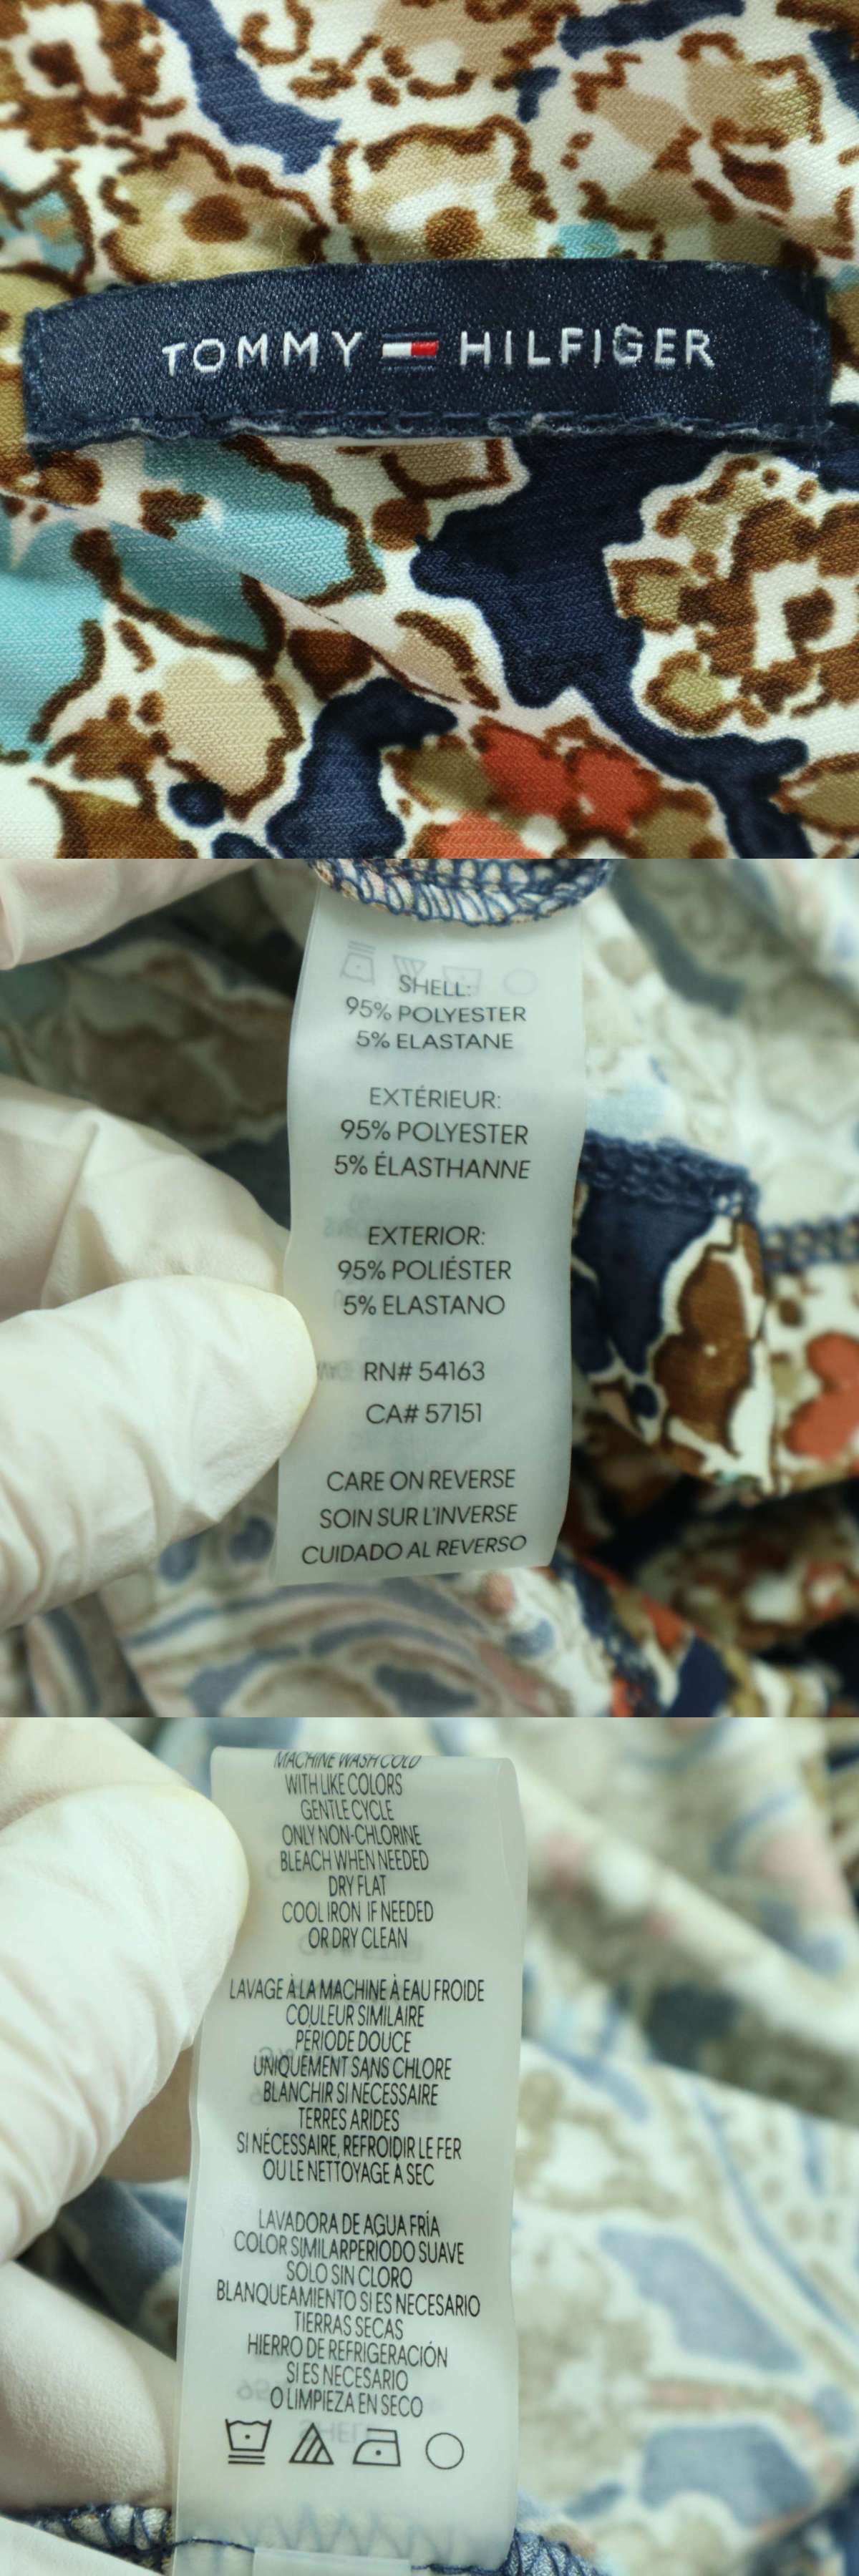 TOMMY HILFIGER
SHELL:
95% POLYESTER
5% ELASTANE
EXTÉRIEUR:
95% POLYESTER
5% ÉLASTHANNE
EXTERIOR:
95% POLIÉSTER
5% ELASTANO
RN# 54163
CA# 57151
CARE ON REVERSE
SOIN SUR L'INVERSE
CUIDADO AL REVERSO
MACHINE WASH COLD
WITH LIKE COLORS
GENTLE CYCLE
ONLY NON-CHLORINE
BLEACH WHEN NEEDED
DRY FLAT
COOL IRON IF NEEDED
OR DRY CLEAN
LAVAGE À LA MACHINE À EAU FROIDE
COULEUR SIMILAIRE
PERIODE DOUCE
UNIQUEMENT SANS CHLORE
BLANCHIR SI NÉCESSAIRE
TERRES ARIDES
SI NÉCESSAIRE, REFROIDIR LE FER
OU LE NETTOYAGE À SEC
LAVADORA DE AGUA FRÍA
COLOR SIMILARPERIODO SUAVE
SÓLO SIN CLORO
BLANQUEAMIENTO SI ES NECESARIO
TIERRAS SECAS
HIERRO DE REFRIGERACIÓN
SI ES NECESARIO
O LIMPIEZA EN SECO